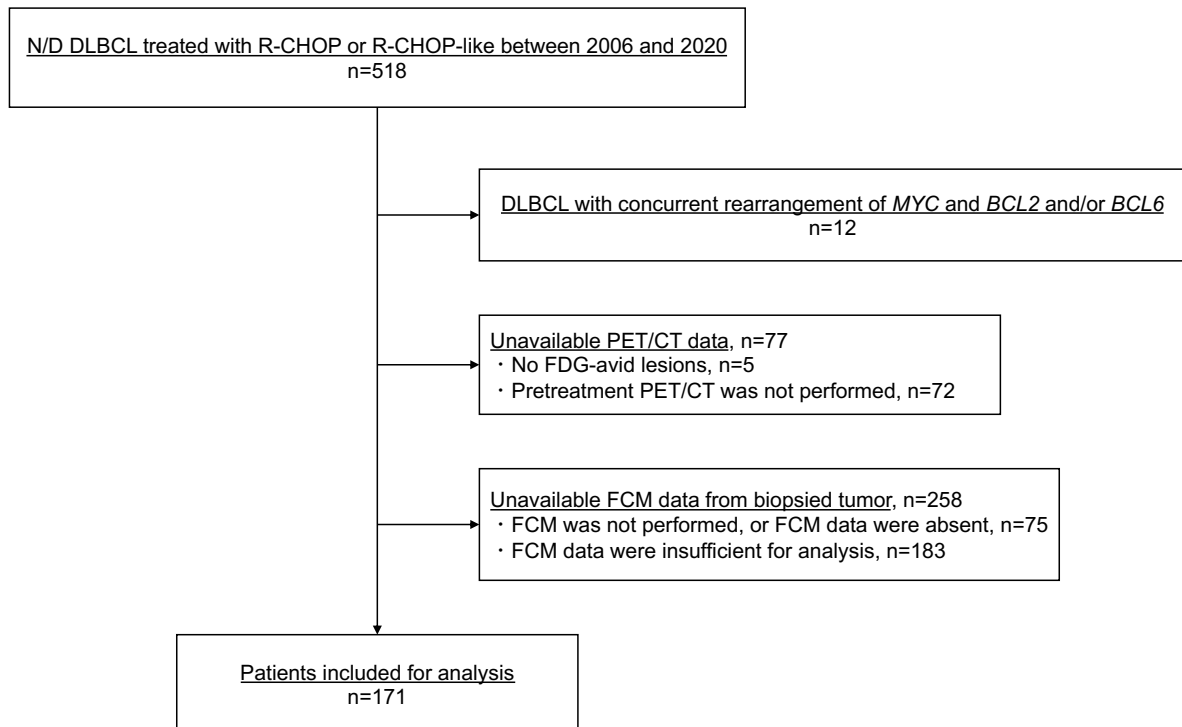 N/D DLBCL treated with R-CHOP or R-CHOP-like between 2006 and 2020
n=518
DLBCL with concurrent rearrangement of MYC and BCL2 and/or BCL6
n=12
Unavailable PET/CT data, n=77
・No FDG-avid lesions, n=5
・Pretreatment PET/CT was not performed, n=72
Unavailable FCM data from biopsied tumor, n=258
・FCM was not performed, or FCM data were absent, n=75
・FCM data were insufficient for analysis, n=183
Patients included for analysis
n=171